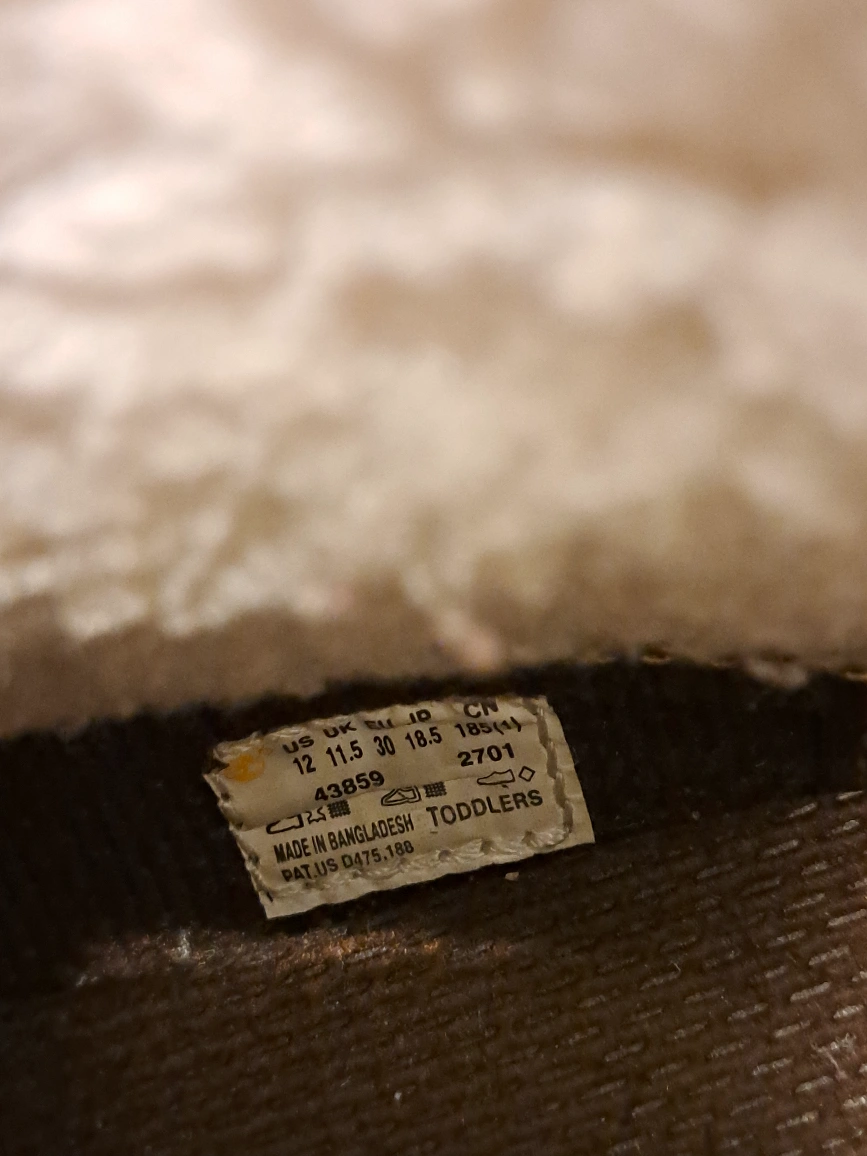 US UK EU JP CN
12 11.5 30 18.5 185(1)
43859 2701
MADE IN BANGLADESH TODDLERS
PAT.US D475,188